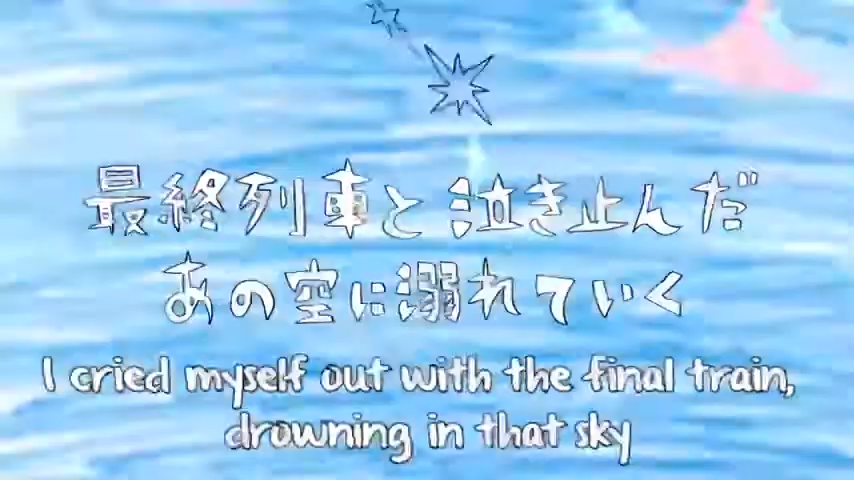 最終列車と泣き止んだ
あの空に溺れていく
I cried myself out with the final train,
drowning in that sky